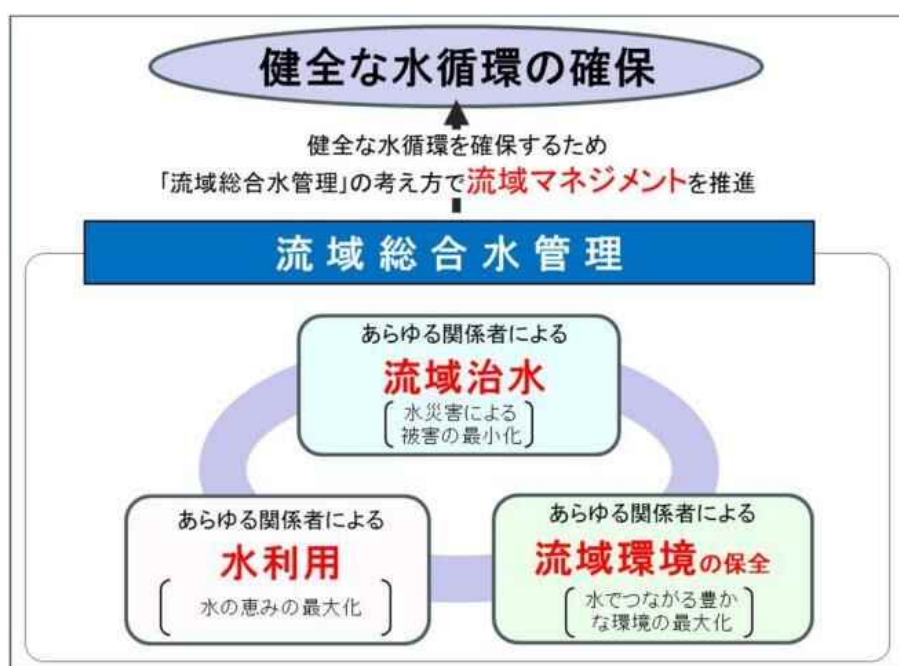 健全な水循環の確保
健全な水循環を確保するため
「流域総合水管理」の考え方で流域マネジメントを推進
流域総合水管理
あらゆる関係者による
流域治水
水災害による
被害の最小化
あらゆる関係者による
水利用
水の恵みの最大化
あらゆる関係者による
流域環境の保全
水でつながる豊か
な環境の最大化